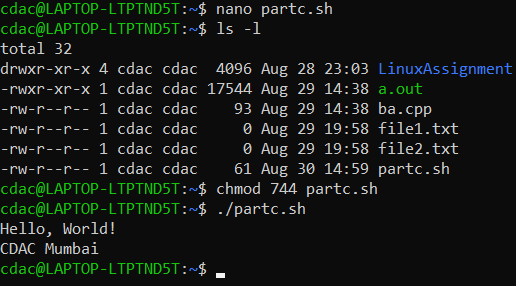 cdac@LAPTOP-LTPTND5T:~$ nano partc.sh
cdac@LAPTOP-LTPTND5T:~$ ls -l
total 32
drwxr-xr-x 4 cdac cdac  4096 Aug 28 23:03 LinuxAssignment
-rwxr-xr-x 1 cdac cdac 17544 Aug 29 14:38 a.out
-rw-r--r-- 1 cdac cdac    93 Aug 29 14:38 ba.cpp
-rw-r--r-- 1 cdac cdac     0 Aug 29 19:58 file1.txt
-rw-r--r-- 1 cdac cdac     0 Aug 29 19:58 file2.txt
-rw-r--r-- 1 cdac cdac    61 Aug 30 14:59 partc.sh
cdac@LAPTOP-LTPTND5T:~$ chmod 744 partc.sh
cdac@LAPTOP-LTPTND5T:~$ ./partc.sh
Hello, World!
CDAC Mumbai
cdac@LAPTOP-LTPTND5T:~$